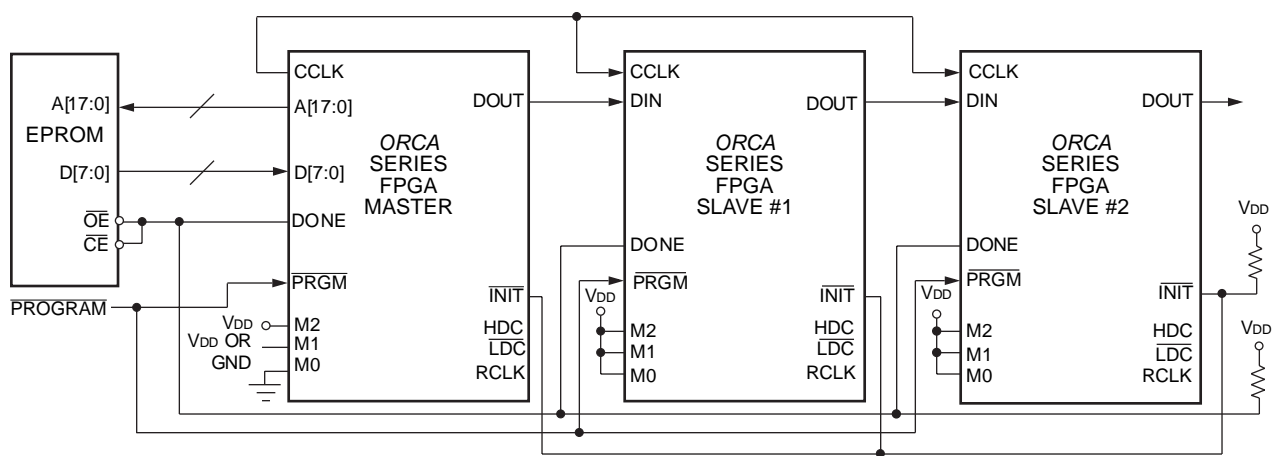 A[17:0]
EPROM
D[7:0]
OE
CE
PROGRAM
CCLK
A[17:0]
DOUT
ORCA
SERIES
FPGA
MASTER
D[7:0]
DONE
PRGM
INIT
VDD
M2
HDC
VDD OR
GND
M1
LDC
M0
RCLK
CCLK
DIN
DOUT
ORCA
SERIES
FPGA
SLAVE #1
DONE
PRGM
VDD
INIT
M2
HDC
M1
LDC
M0
RCLK
CCLK
DIN
DOUT
ORCA
SERIES
FPGA
SLAVE #2
DONE
PRGM
VDD
INIT
M2
HDC
M1
LDC
M0
RCLK
VDD
VDD